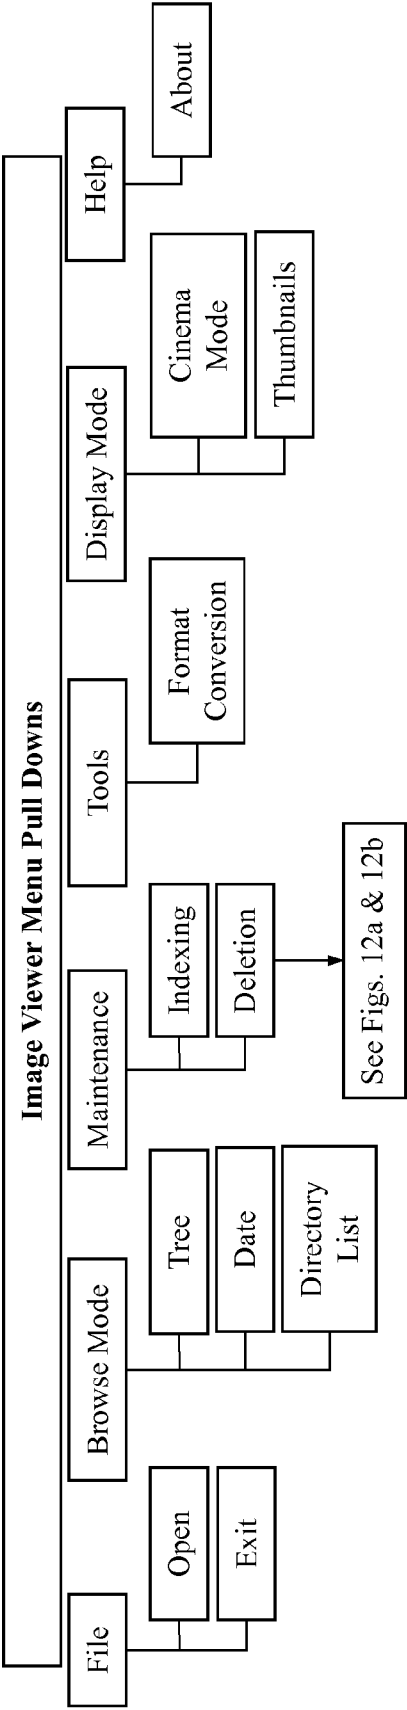 Image Viewer Menu Pull Downs
File
Open
Exit
Browse Mode
Tree
Date
Directory
List
Maintenance
Indexing
Deletion
See Figs. 12a & 12b
Tools
Format
Conversion
Display Mode
Cinema
Mode
Thumbnails
Help
About